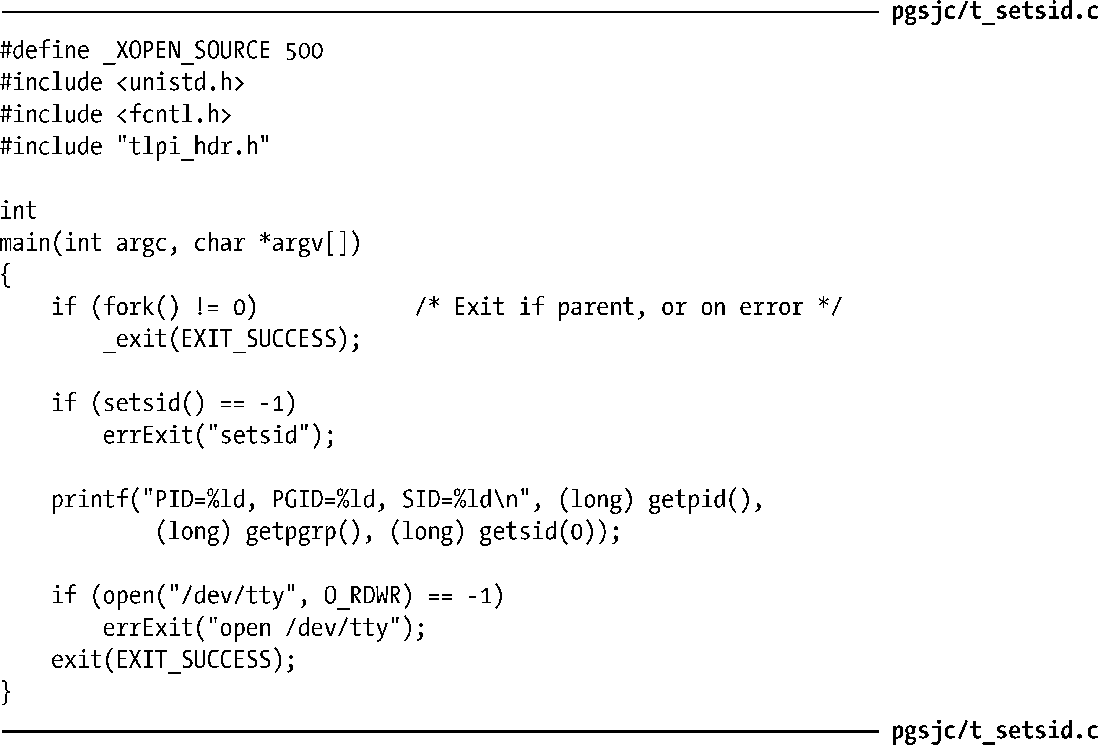 pgsjc/t_setsid.c
#define _XOPEN_SOURCE 500
#include <unistd.h>
#include <fcntl.h>
#include "tlpi_hdr.h"
int
main(int argc, char *argv[])
{
    if (fork() != 0)            /* Exit if parent, or on error */
        _exit(EXIT_SUCCESS);
    if (setsid() == -1)
        errExit("setsid");
    printf("PID=%ld, PGID=%ld, SID=%ld\n", (long) getpid(),
            (long) getpgrp(), (long) getsid(0));
    if (open("/dev/tty", O_RDWR) == -1)
        errExit("open /dev/tty");
    exit(EXIT_SUCCESS);
}
pgsjc/t_setsid.c